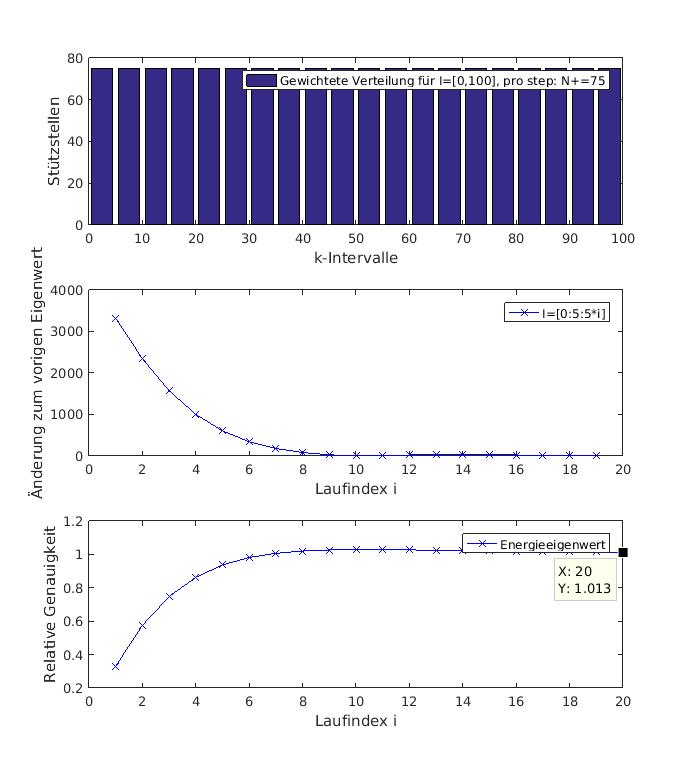 80
60
40
20
0
Stützstellen
Gewichtete Verteilung für I=[0,100], pro step: N+=75
0 10 20 30 40 50 60 70 80 90 100
k-Intervalle
4000
3000
2000
1000
0
Änderung zum vorigen Eigenwert
I=[0:5:5*i]
0 2 4 6 8 10 12 14 16 18 20
Laufindex i
1.2
1
0.8
0.6
0.4
0.2
Relative Genauigkeit
Energieeigenwert
X: 20
Y: 1.013
0 2 4 6 8 10 12 14 16 18 20
Laufindex i